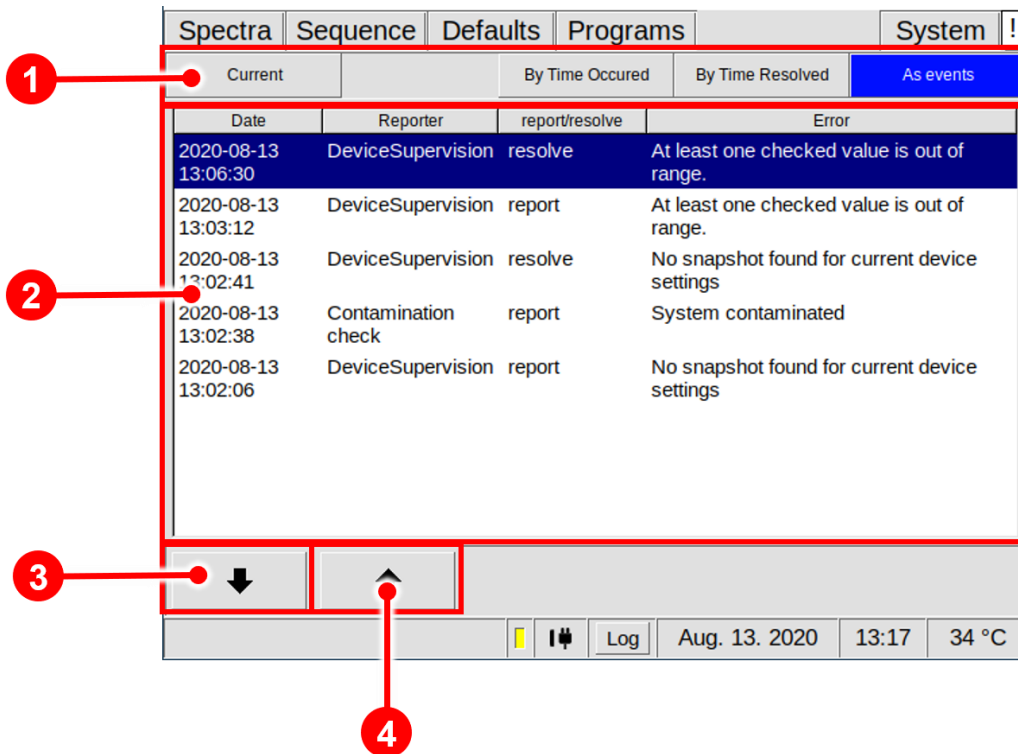 Spectra Sequence Defaults Programs System !
1 Current By Time Occured By Time Resolved As events
Date Reporter report/resolve Error
2020-08-13 DeviceSupervision resolve At least one checked value is out of
13:06:30 range.
2020-08-13 DeviceSupervision report At least one checked value is out of
13:03:12 range.
2020-08-13 DeviceSupervision resolve No snapshot found for current device
2 13:02:41 settings
2020-08-13 Contamination report System contaminated
13:02:38 check
2020-08-13 DeviceSupervision report No snapshot found for current device
13:02:06 settings
3
Log Aug. 13. 2020 13:17 34 °C
4